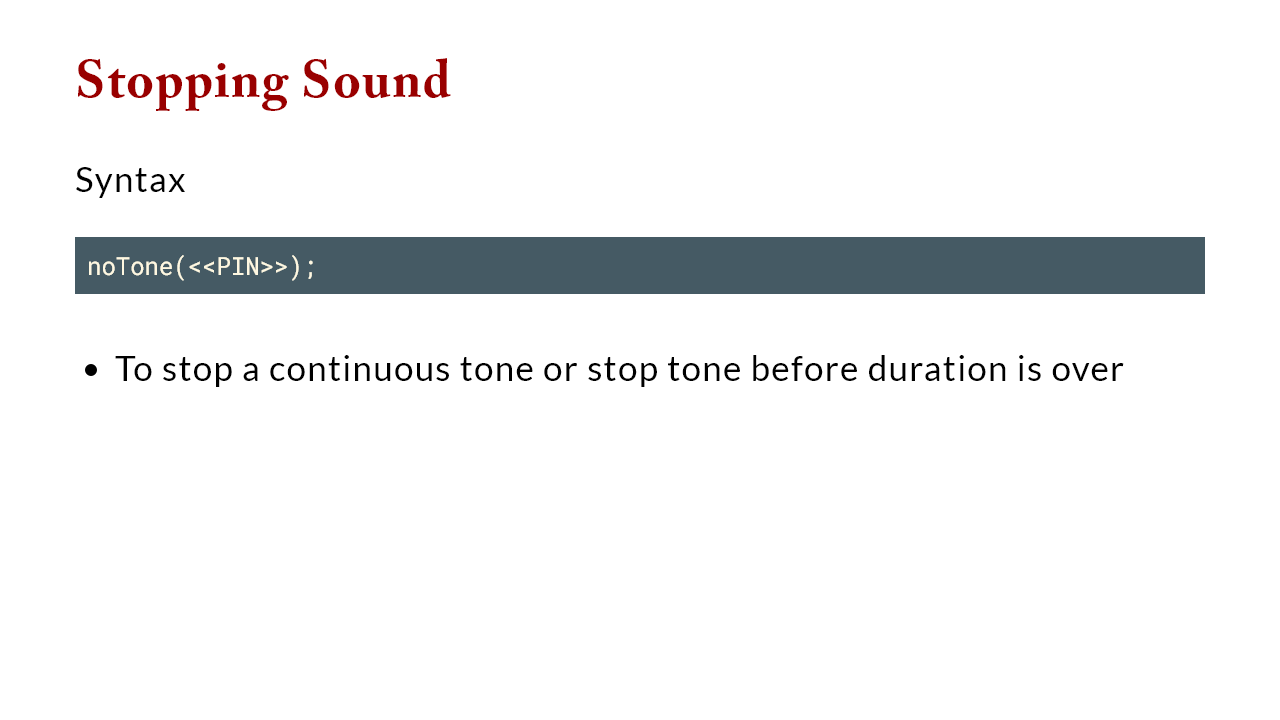 Stopping Sound
Syntax
noTone(<<PIN>>);
• To stop a continuous tone or stop tone before duration is over